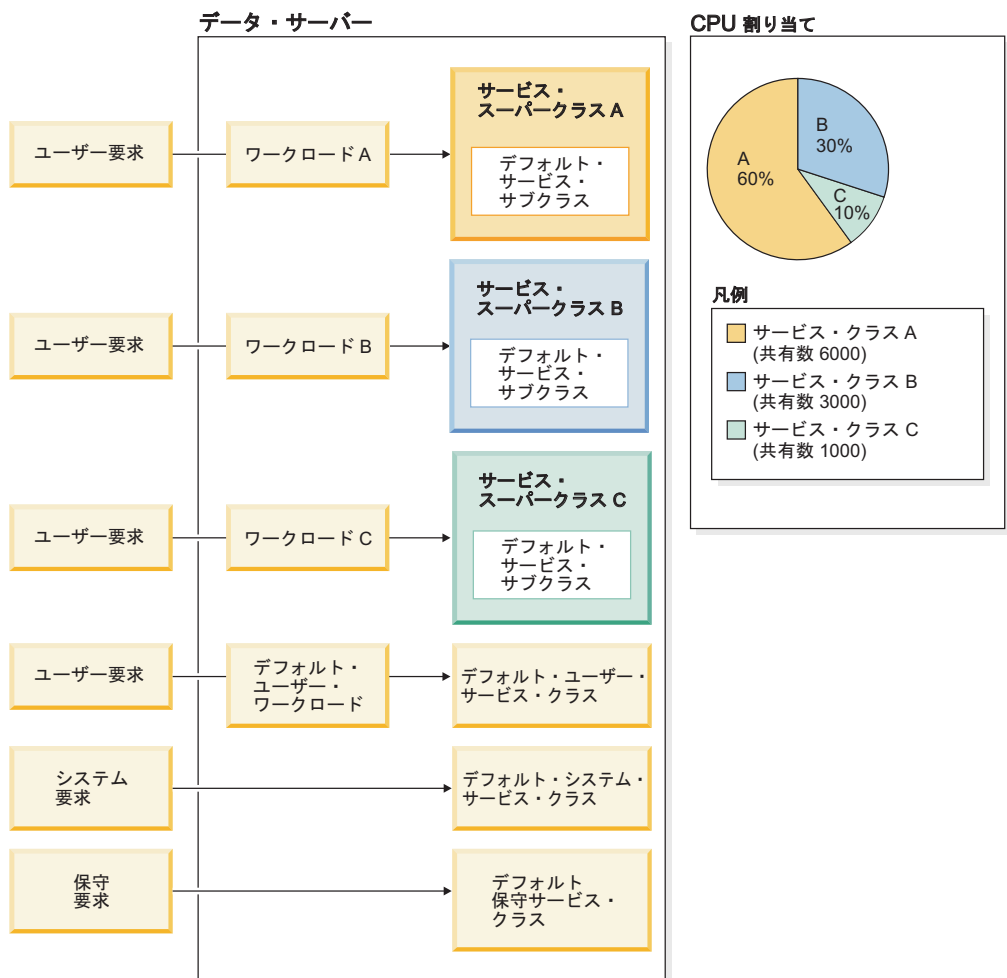 データ・サーバー
ユーザー要求
ワークロード A
サービス・
スーパークラス A
デフォルト・
サービス・
サブクラス
ユーザー要求
ワークロード B
サービス・
スーパークラス B
デフォルト・
サービス・
サブクラス
ユーザー要求
ワークロード C
サービス・
スーパークラス C
デフォルト・
サービス・
サブクラス
ユーザー要求
デフォルト・
ユーザー・
ワークロード
デフォルト・ユーザー・
サービス・クラス
システム
要求
デフォルト・システム・
サービス・クラス
保守
要求
デフォルト
保守サービス・
クラス
CPU 割り当て
A
60%
B
30%
C
10%
凡例
サービス・クラス A
(共有数 6000)
サービス・クラス B
(共有数 3000)
サービス・クラス C
(共有数 1000)